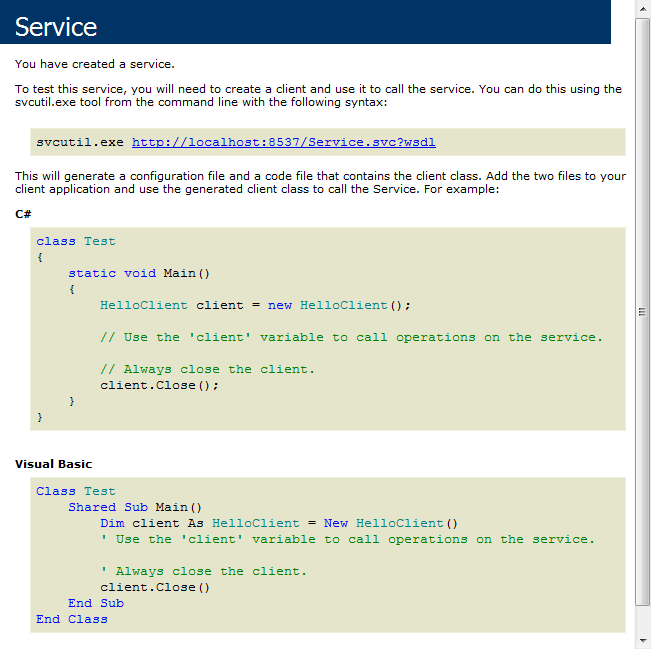 Service
You have created a service.
To test this service, you will need to create a client and use it to call the service. You can do this using the
svcutil.exe tool from the command line with the following syntax:
svcutil.exe http://localhost:8537/Service.svc?wsdl
This will generate a configuration file and a code file that contains the client class. Add the two files to your
client application and use the generated client class to call the Service. For example:
C#
class Test
{
    static void Main()
    {
        HelloClient client = new HelloClient();
        // Use the 'client' variable to call operations on the service.
        // Always close the client.
        client.Close();
    }
}
Visual Basic
Class Test
    Shared Sub Main()
        Dim client As HelloClient = New HelloClient()
        ' Use the 'client' variable to call operations on the service.
        ' Always close the client.
        client.Close()
    End Sub
End Class